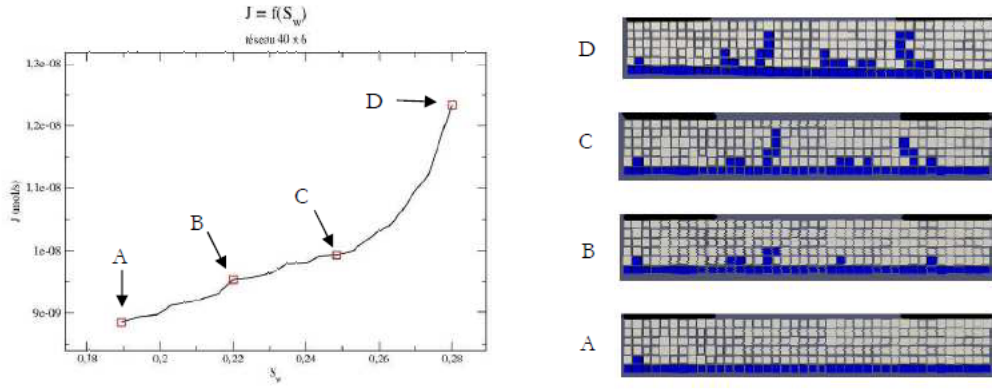 J = f(S_w)
réseau 40 x 6
1,3e-08
1,2e-08
1,1e-08
1e-08
9e-09
J (mol/s)
0,18
0,2
0,22
0,24
0,26
0,28
S_w
A
B
C
D
D
C
B
A